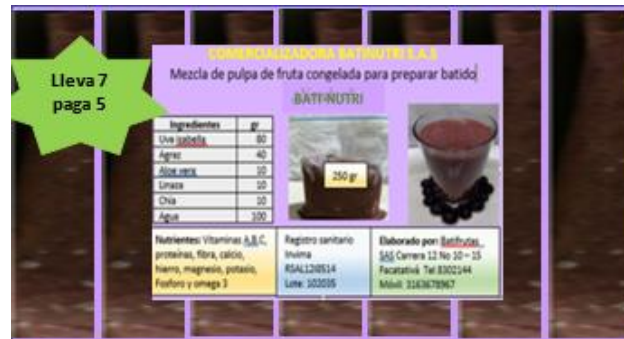 Lleva 7
paga 5
COMERCIALIZADORA BATINUTRI S.A.S
Mezcla de pulpa de fruta congelada para preparar batido
BATI-NUTRI
Ingredientes gr
Uva isabella 80
Agraz 40
Aloe vera 10
Linaza 10
Chia 10
Agua 100
250 gr
Nutrientes: Vitaminas A,B,C,
proteínas, fibra, calcio,
hierro, magnesio, potasio,
Fosforo y omega 3
Registro sanitario
Invima
RSAL12I0514
Lote: 102035
Elaborado por: Batifrutas
SAS Carrera 12 No 10 – 15
Facatativá Tel 8302144
Móvil: 3163678967